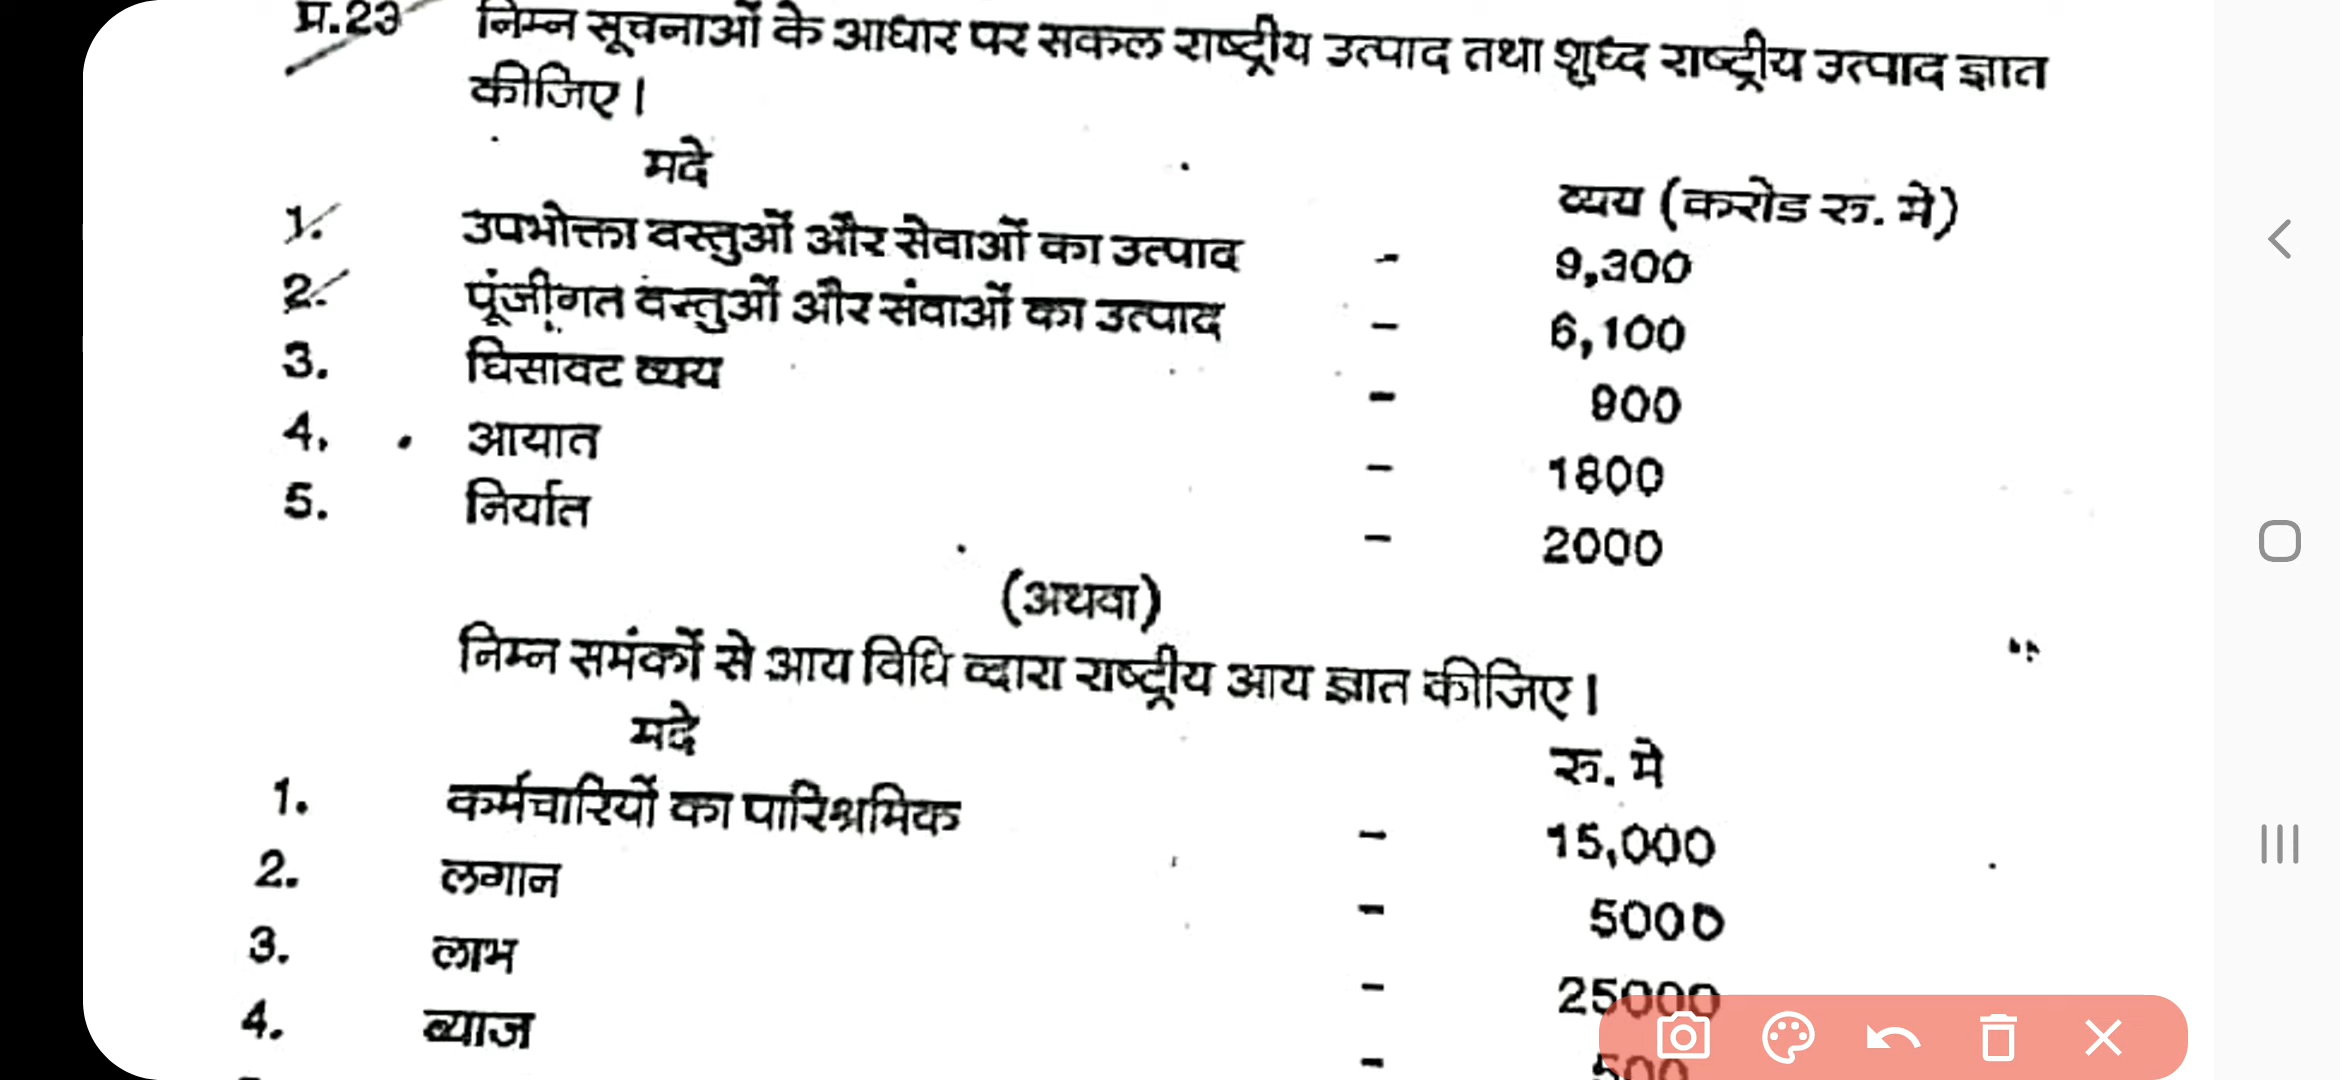 प्र.23 निम्न सूचनाओं के आधार पर सकल राष्ट्रीय उत्पाद तथा शुध्द राष्ट्रीय उत्पाद ज्ञात
कीजिए।
मदे व्यय (करोड रु. मे)
1. उपभोक्ता वस्तुओं और सेवाओं का उत्पाद - 9,300
2. पूंजीगत वस्तुओं और संवाओं का उत्पाद - 6,100
3. घिसावट व्यय - 900
4. आयात - 1800
5. निर्यात - 2000
(अथवा)
निम्न समंकों से आय विधि व्दारा राष्ट्रीय आय ज्ञात कीजिए।
मदे रु. मे
1. कर्मचारियों का पारिश्रमिक - 15,000
2. लगान - 5000
3. लाभ - 25000
4. ब्याज - 500